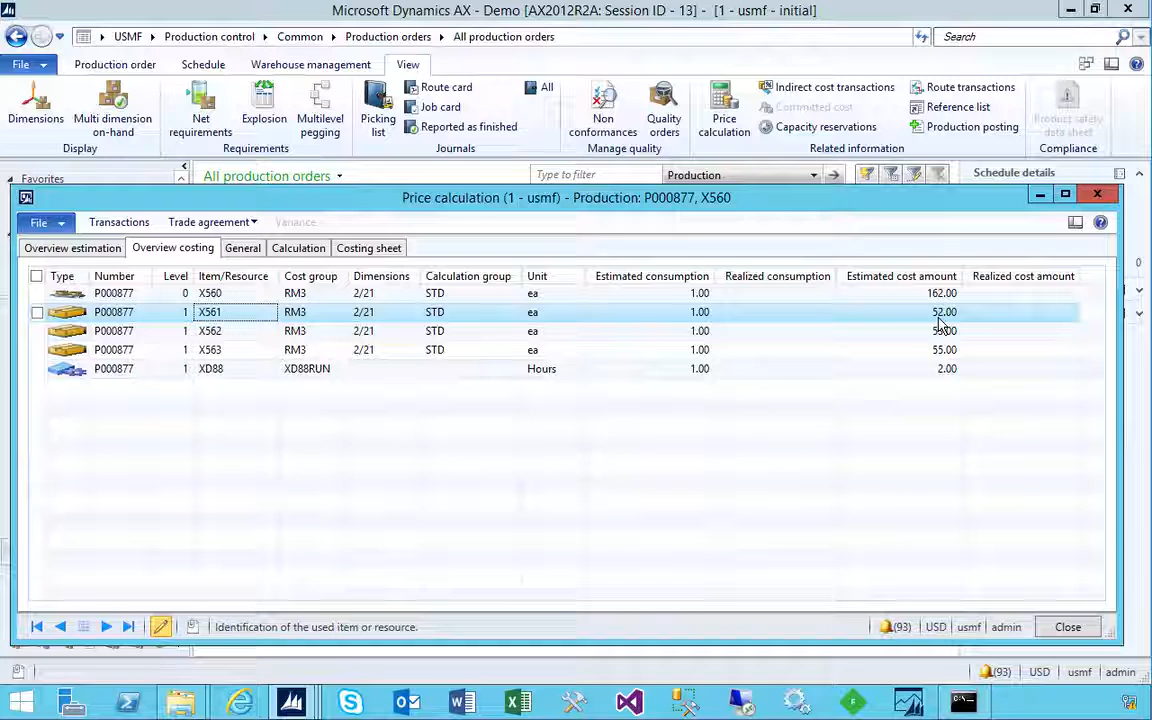 Microsoft Dynamics AX - Demo [AX2012R2A: Session ID - 13] - [1 - usmf - initial]
USMF Production control Common Production orders All production orders Search
File Production order Schedule Warehouse management View
Dimensions
Multi dimension on-hand
Display
Net requirements
Explosion
Multilevel pegging
Requirements
Picking list
Route card
Job card
Reported as finished
All
Journals
Non conformances
Quality orders
Manage quality
Price calculation
Indirect cost transactions
Committed cost
Capacity reservations
Route transactions
Reference list
Production posting
Related information
Product safety data sheet
Compliance
Favorites
All production orders
Type to filter
Production
Schedule details
Price calculation (1 - usmf) - Production: P000877, X560
File Transactions Trade agreement Variance
Overview estimation Overview costing General Calculation Costing sheet
Type Number Level Item/Resource Cost group Dimensions Calculation group Unit Estimated consumption Realized consumption Estimated cost amount Realized cost amount
P000877 0 X560 RM3 2/21 STD ea 1.00 162.00
P000877 1 X561 RM3 2/21 STD ea 1.00 52.00
P000877 1 X562 RM3 2/21 STD ea 1.00
P000877 1 X563 RM3 2/21 STD ea 1.00 55.00
P000877 1 XD88 XD88RUN Hours 1.00 2.00
Identification of the used item or resource. (93) USD usmf admin Close
(93) USD usmf admin